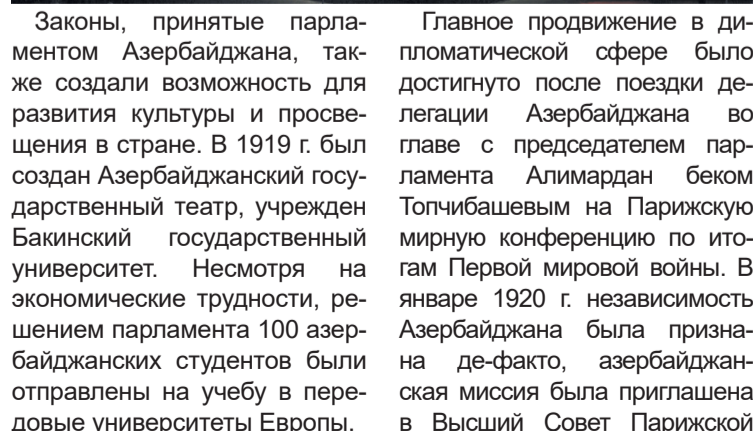 Законы, принятые парла-
ментом Азербайджана, так-
же создали возможность для
развития культуры и просве-
щения в стране. В 1919 г. был
создан Азербайджанский госу-
дарственный театр, учрежден
Бакинский государственный
университет. Несмотря на
экономические трудности, ре-
шением парламента 100 азер-
байджанских студентов были
отправлены на учебу в пере-
довые университеты Европы.
Главное продвижение в ди-
пломатической сфере было
достигнуто после поездки де-
легации Азербайджана во
главе с председателем пар-
ламента Алимардан беком
Топчибашевым на Парижскую
мирную конференцию по ито-
гам Первой мировой войны. В
январе 1920 г. независимость
Азербайджана была призна-
на де-факто, азербайджан-
ская миссия была приглашена
в Высший Совет Парижской